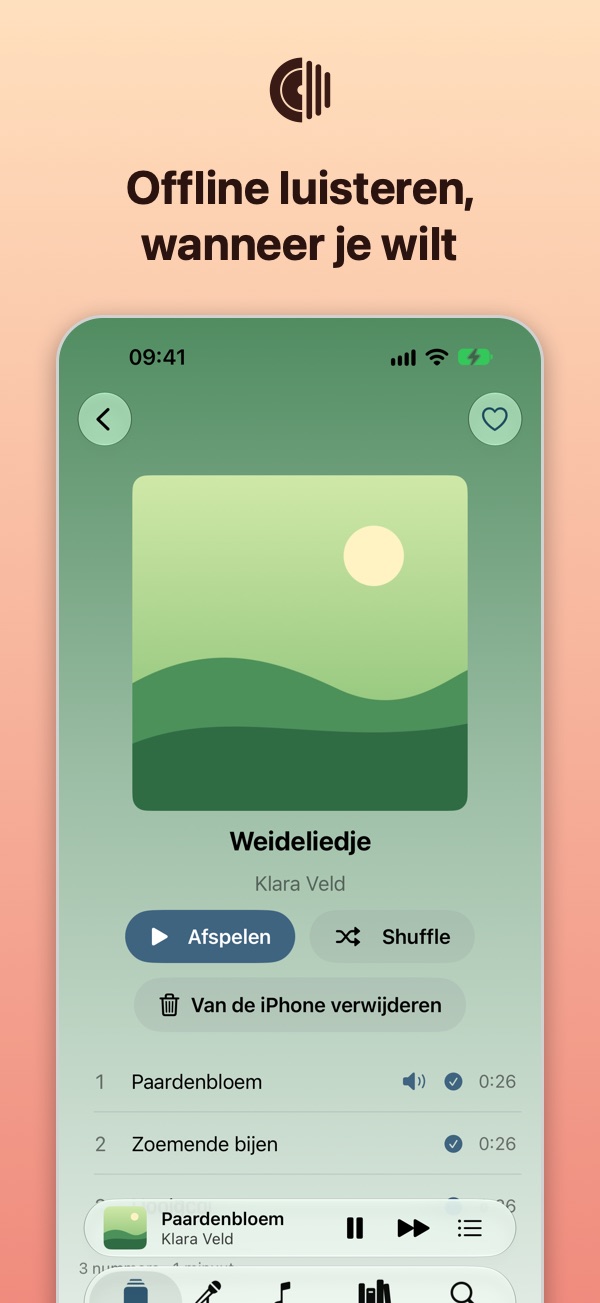 Offline luisteren,
wanneer je wilt
09:41
Weideliedje
Klara Veld
Afspelen
Shuffle
Van de iPhone verwijderen
1 Paardenbloem 0:26
2 Zoemende bijen 0:26
Paardenbloem
Klara Veld